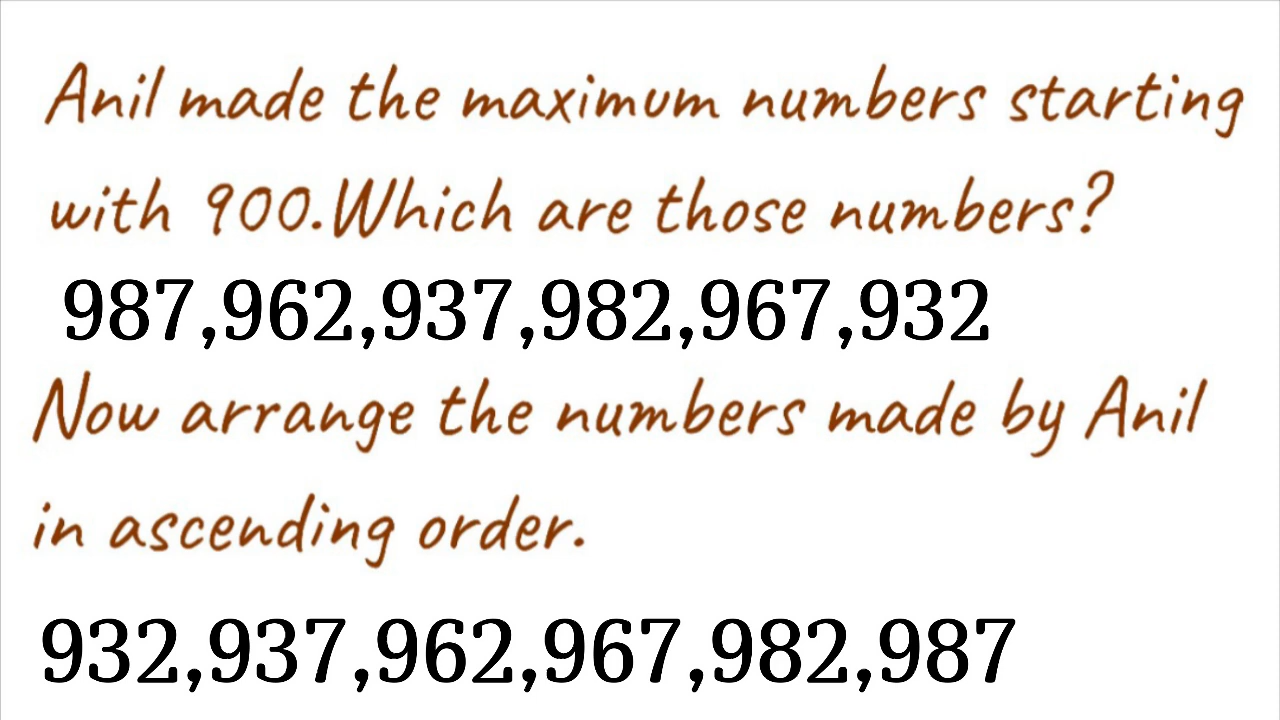 Anil made the maximum numbers starting
with 900.Which are those numbers?
987,962,937,982,967,932
Now arrange the numbers made by Anil
in ascending order.
932,937,962,967,982,987